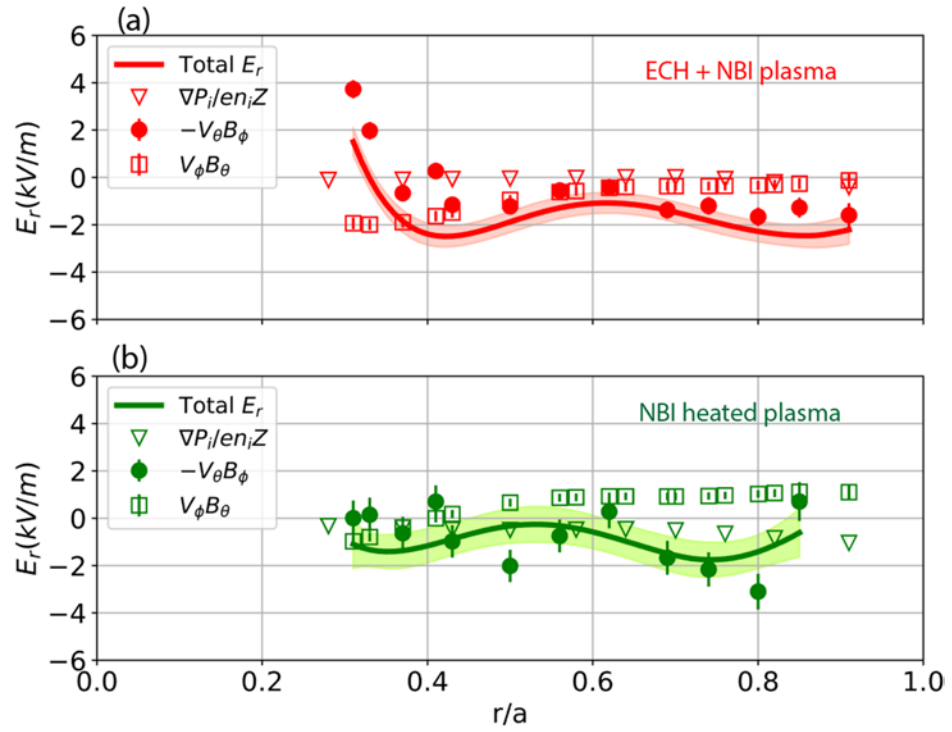 (a)
6
4
2
0
−2
−4
−6
E_r(kV/m)
Total E_r
∇P_i/en_iZ
−V_θB_ϕ
V_ϕB_θ
ECH + NBI plasma
(b)
6
4
2
0
−2
−4
−6
E_r(kV/m)
Total E_r
∇P_i/en_iZ
−V_θB_ϕ
V_ϕB_θ
NBI heated plasma
0.0 0.2 0.4 0.6 0.8 1.0
r/a